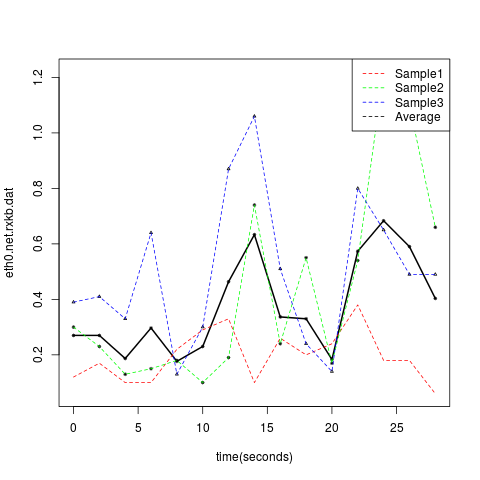 Sample1
Sample2
Sample3
Average
eth0.net.rxkb.dat
1.2
1.0
0.8
0.6
0.4
0.2
0 5 10 15 20 25
time(seconds)